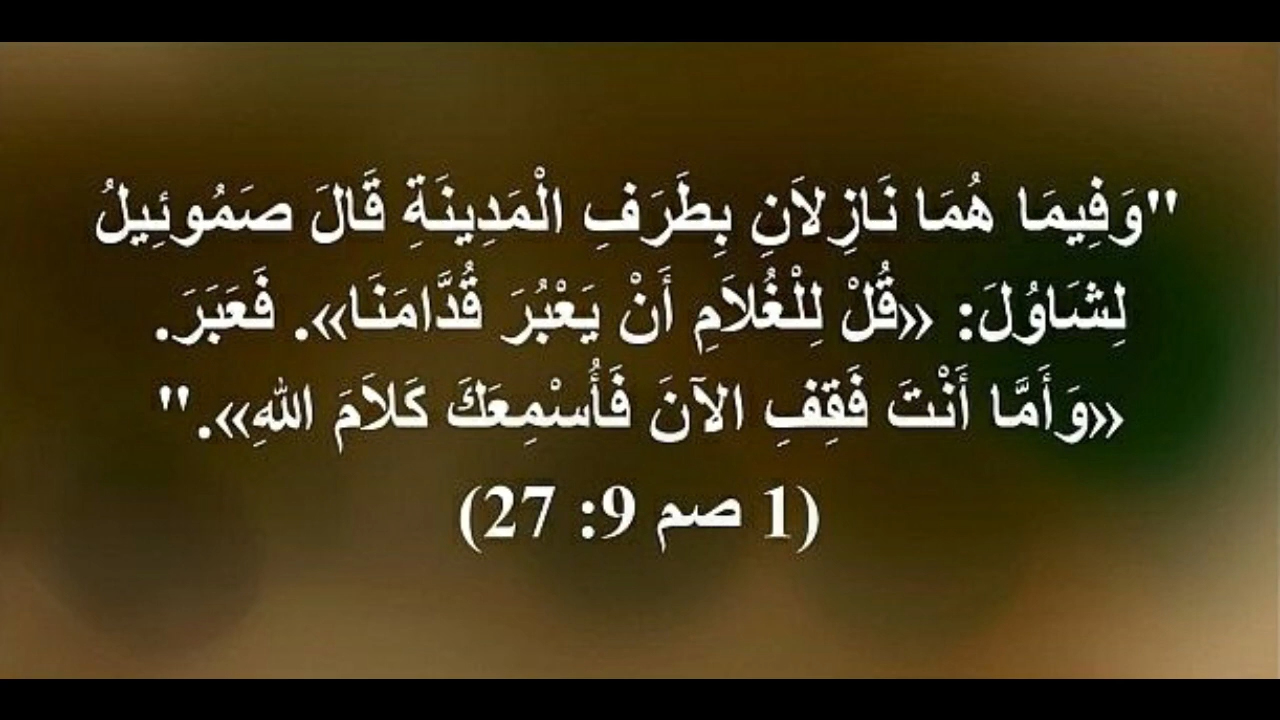 "وَفِيمَا هُمَا نَازِلاَنِ بِطَرَفِ الْمَدِينَةِ قَالَ صَمُوئِيلُ
لِشَاوُلَ: «قُلْ لِلْغُلاَمِ أَنْ يَعْبُرَ قُدَّامَنَا». فَعَبَرَ.
«وَأَمَّا أَنْتَ فَقِفِ الآنَ فَأُسْمِعَكَ كَلاَمَ اللهِ»."
(1 صم 9: 27)